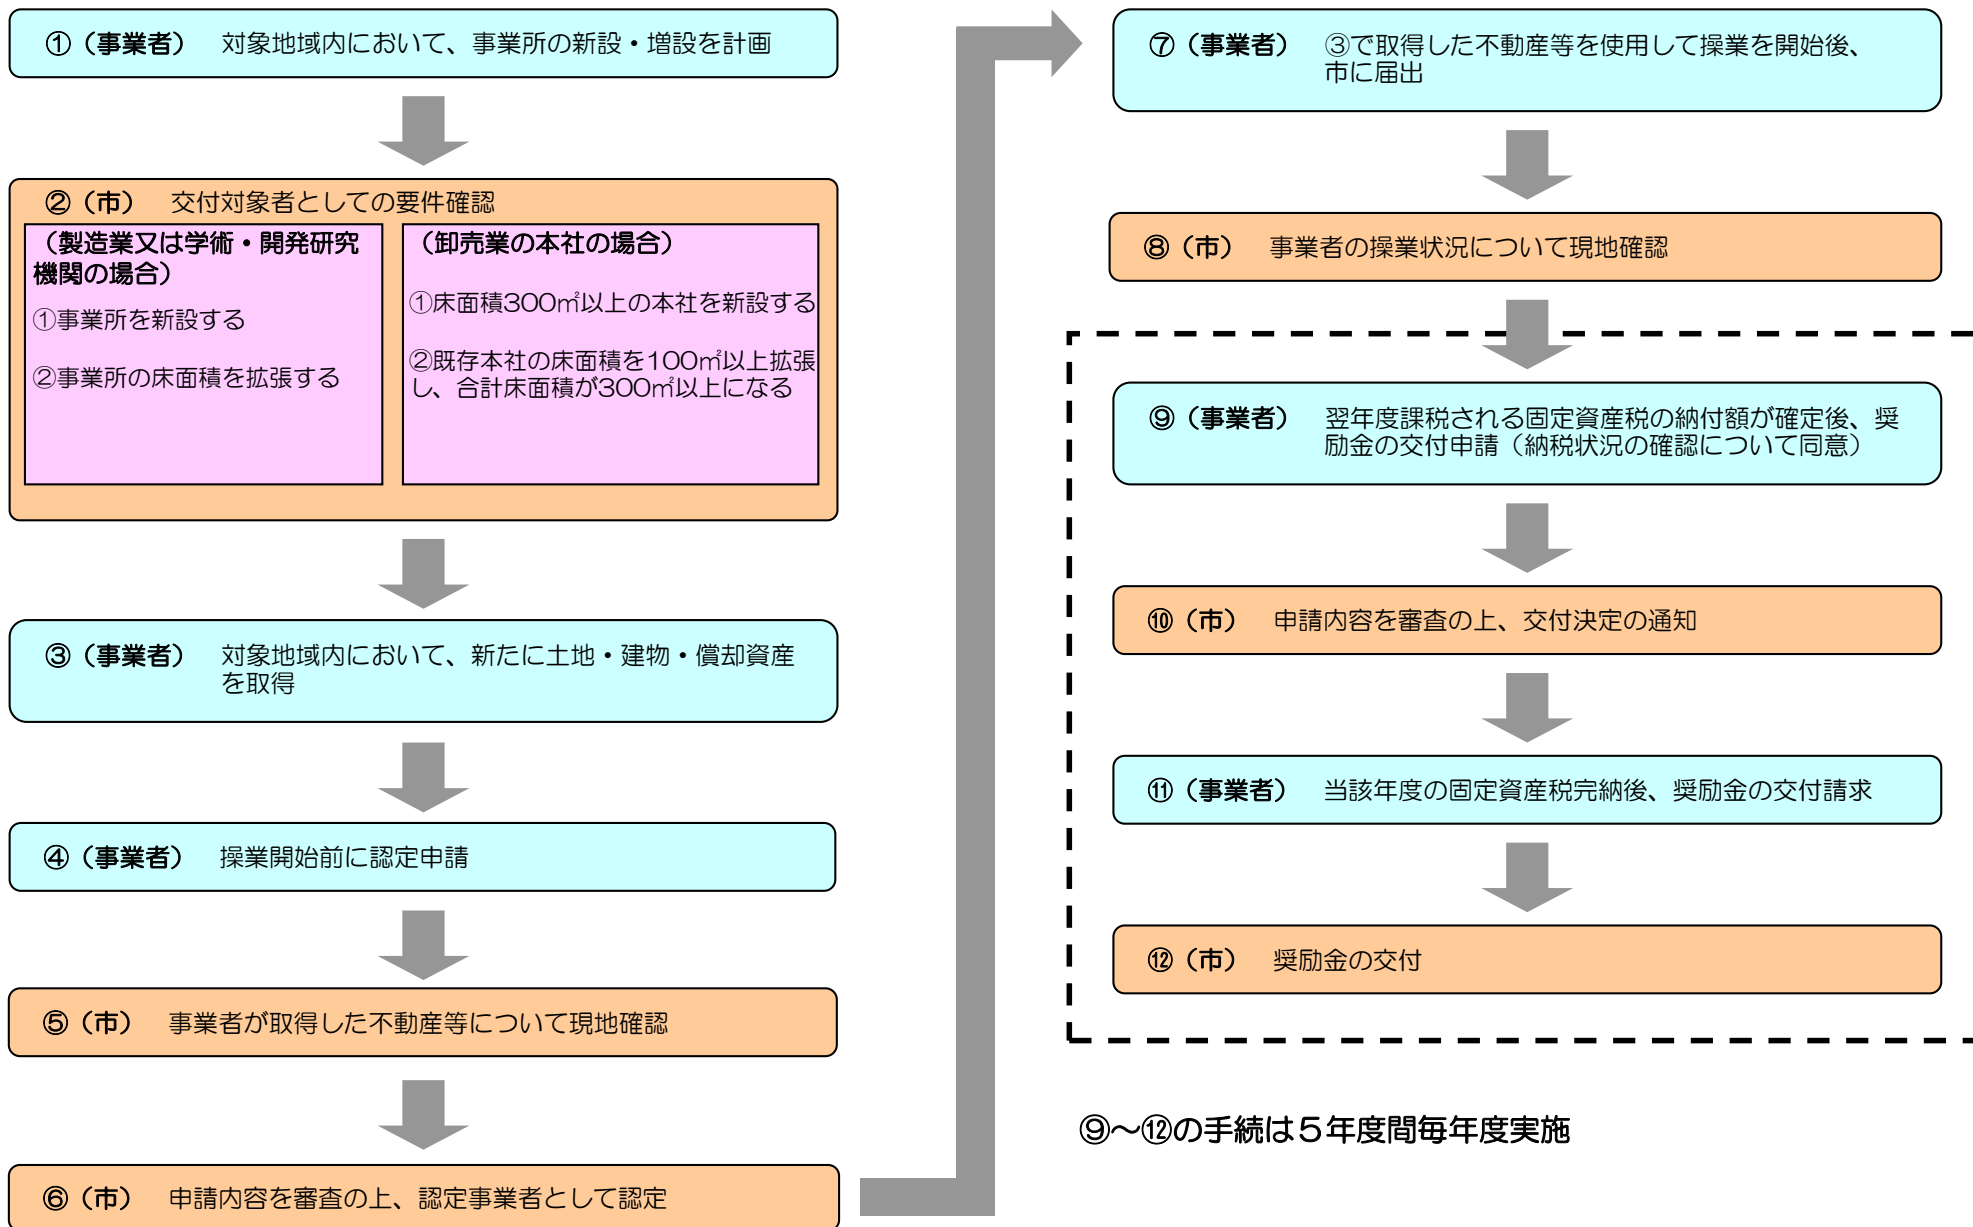 ①（事業者）　対象地域内において、事業所の新設・増設を計画
②（市）　交付対象者としての要件確認
（製造業又は学術・開発研究
機関の場合）
①事業所を新設する
②事業所の床面積を拡張する
（卸売業の本社の場合）
①床面積300㎡以上の本社を新設する
②既存本社の床面積を100㎡以上拡張
し、合計床面積が300㎡以上になる
③（事業者）　対象地域内において、新たに土地・建物・償却資産
を取得
④（事業者）　操業開始前に認定申請
⑤（市）　事業者が取得した不動産等について現地確認
⑥（市）　申請内容を審査の上、認定事業者として認定
⑦（事業者）　③で取得した不動産等を使用して操業を開始後、
市に届出
⑧（市）　事業者の操業状況について現地確認
⑨（事業者）　翌年度課税される固定資産税の納付額が確定後、奨
励金の交付申請（納税状況の確認について同意）
⑩（市）　申請内容を審査の上、交付決定の通知
⑪（事業者）　当該年度の固定資産税完納後、奨励金の交付請求
⑫（市）　奨励金の交付
⑨～⑫の手続は５年度間毎年度実施